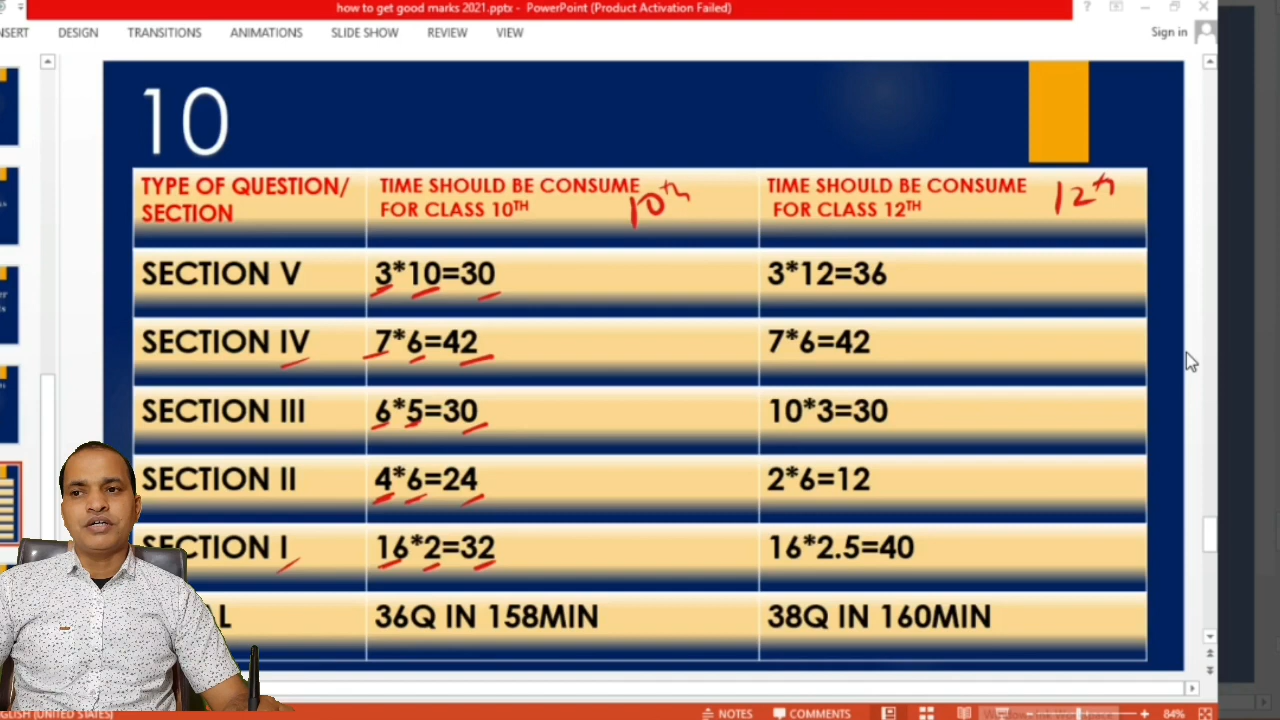 how to get good marks 2021.pptx - PowerPoint (Product Activation Failed)
DESIGN TRANSITIONS ANIMATIONS SLIDE SHOW REVIEW VIEW
Sign in
10
TYPE OF QUESTION/ SECTION
TIME SHOULD BE CONSUME FOR CLASS 10TH
10th
TIME SHOULD BE CONSUME FOR CLASS 12TH
12th
SECTION V 3*10=30 3*12=36
SECTION IV 7*6=42 7*6=42
SECTION III 6*5=30 10*3=30
SECTION II 4*6=24 2*6=12
SECTION I 16*2=32 16*2.5=40
36Q IN 158MIN 38Q IN 160MIN
(UNITED STATES) NOTES COMMENTS 84%